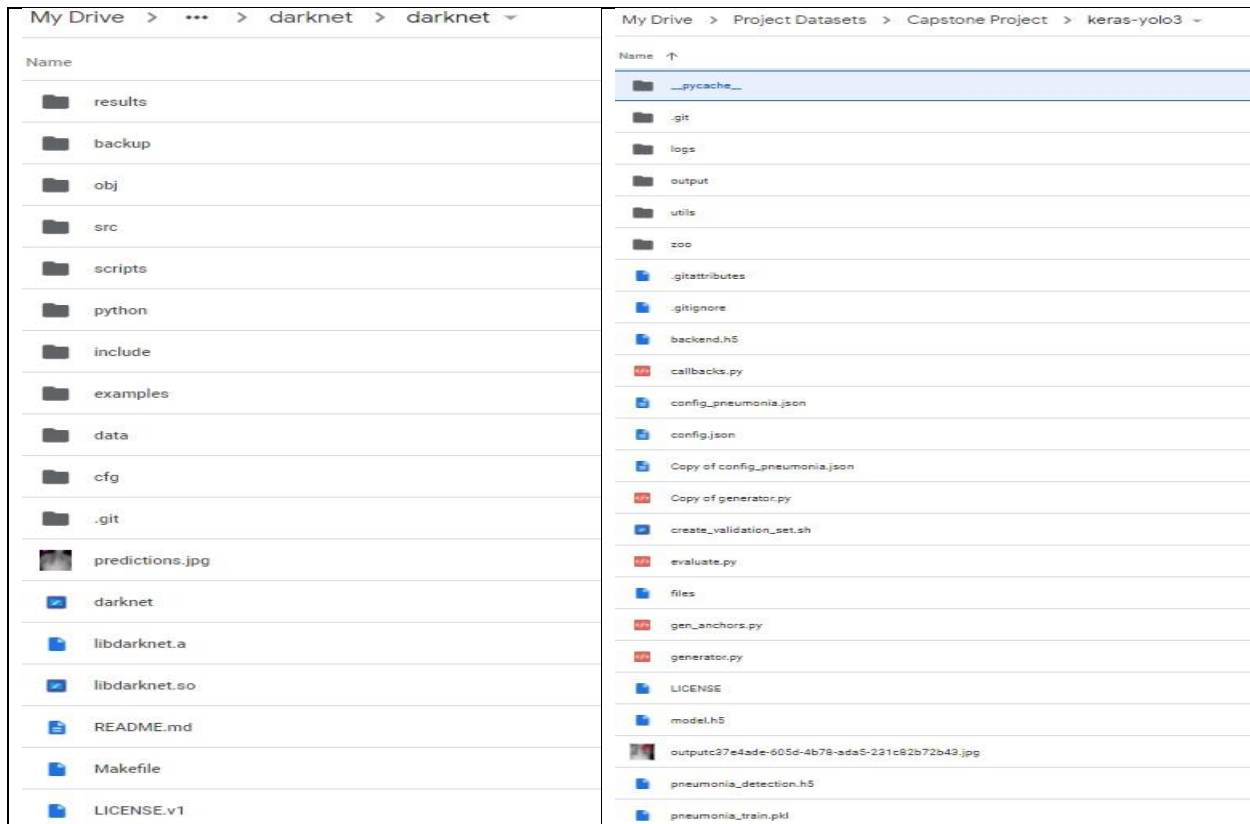 My Drive > ... > darknet > darknet
Name
results
backup
obj
src
scripts
python
include
examples
data
cfg
.git
predictions.jpg
darknet
libdarknet.a
libdarknet.so
README.md
Makefile
LICENSE.v1
My Drive > Project Datasets > Capstone Project > keras-yolo3
Name ↑
__pycache__
.git
logs
output
utils
zoo
.gitattributes
.gitignore
backend.h5
callbacks.py
config_pneumonia.json
config.json
Copy of config_pneumonia.json
Copy of generator.py
create_validation_set.sh
evaluate.py
files
gen_anchors.py
generator.py
LICENSE
model.h5
outputc37e4ade-605d-4b78-ada5-231c82b72b43.jpg
pneumonia_detection.h5
pneumonia_train.pkl